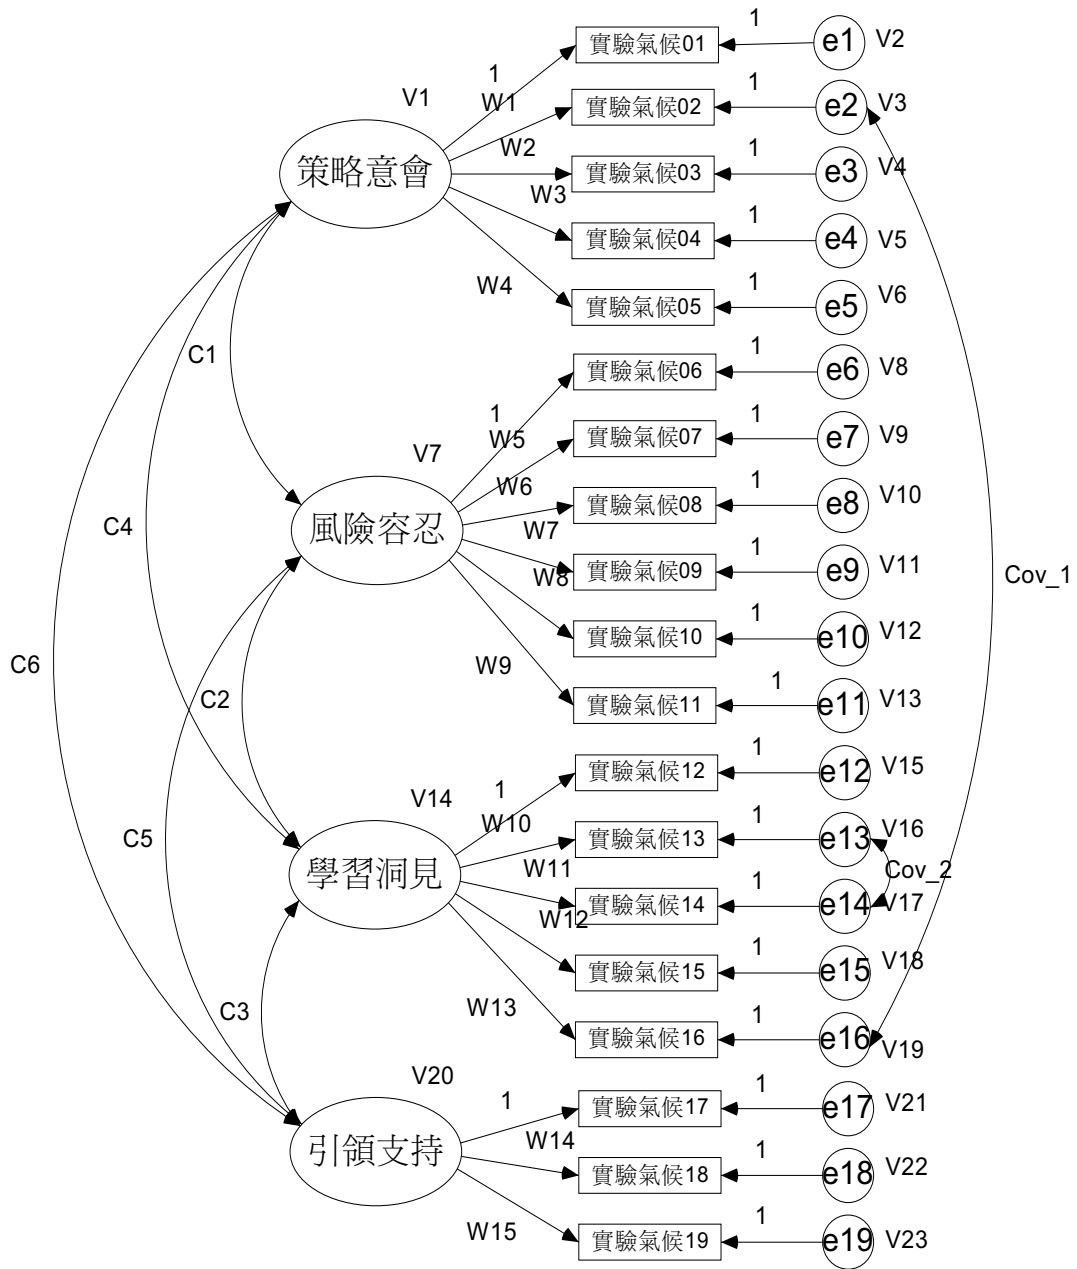 1
實驗氣候01
e1
V2
V1
1
W1
實驗氣候02
1
e2
V3
策略意會
W2
實驗氣候03
1
e3
V4
W3
實驗氣候04
1
e4
V5
W4
實驗氣候05
1
e5
V6
C1
實驗氣候06
1
e6
V8
V7
1
W5
實驗氣候07
1
e7
V9
C4
風險容忍
W6
實驗氣候08
1
e8
V10
W7
實驗氣候09
1
e9
V11
Cov_1
W8
實驗氣候10
1
e10
V12
C6
C2
W9
實驗氣候11
1
e11
V13
實驗氣候12
1
e12
V15
V14
1
W10
實驗氣候13
1
e13
V16
C5
學習洞見
W11
Cov_2
實驗氣候14
1
e14
V17
W12
實驗氣候15
1
e15
V18
C3
W13
實驗氣候16
1
e16
V19
V20
1
實驗氣候17
1
e17
V21
引領支持
W14
實驗氣候18
1
e18
V22
W15
實驗氣候19
1
e19
V23